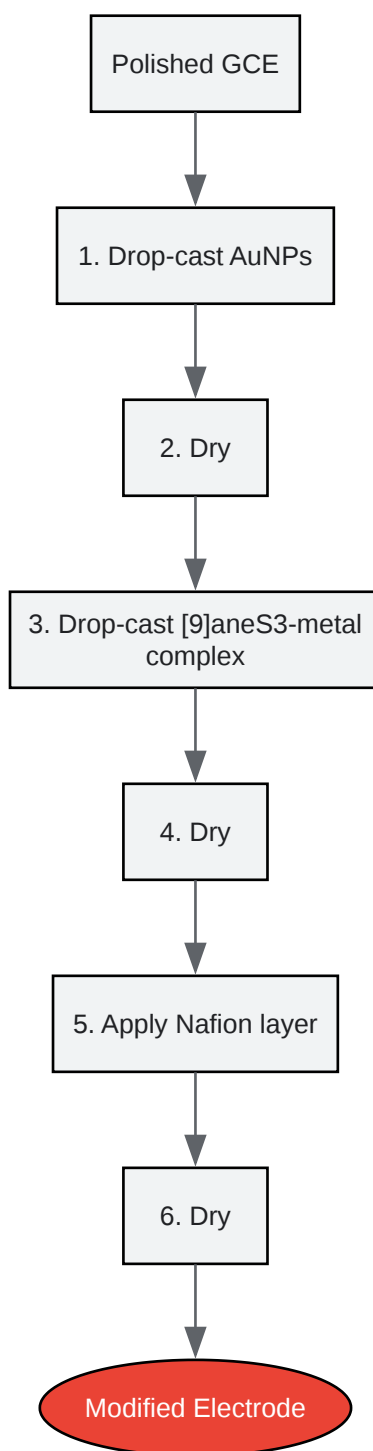 Polished GCE
1. Drop-cast AuNPs
2. Dry
3. Drop-cast [9]aneS3-metal
complex
4. Dry
5. Apply Nafion layer
6. Dry
Modified Electrode